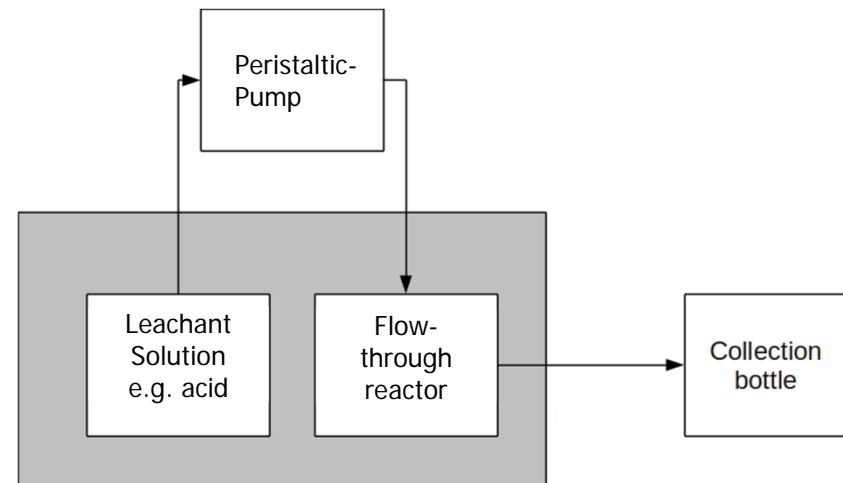 Peristaltic-
Pump
Leachant
Solution
e.g. acid
Flow-
through
reactor
Collection
bottle